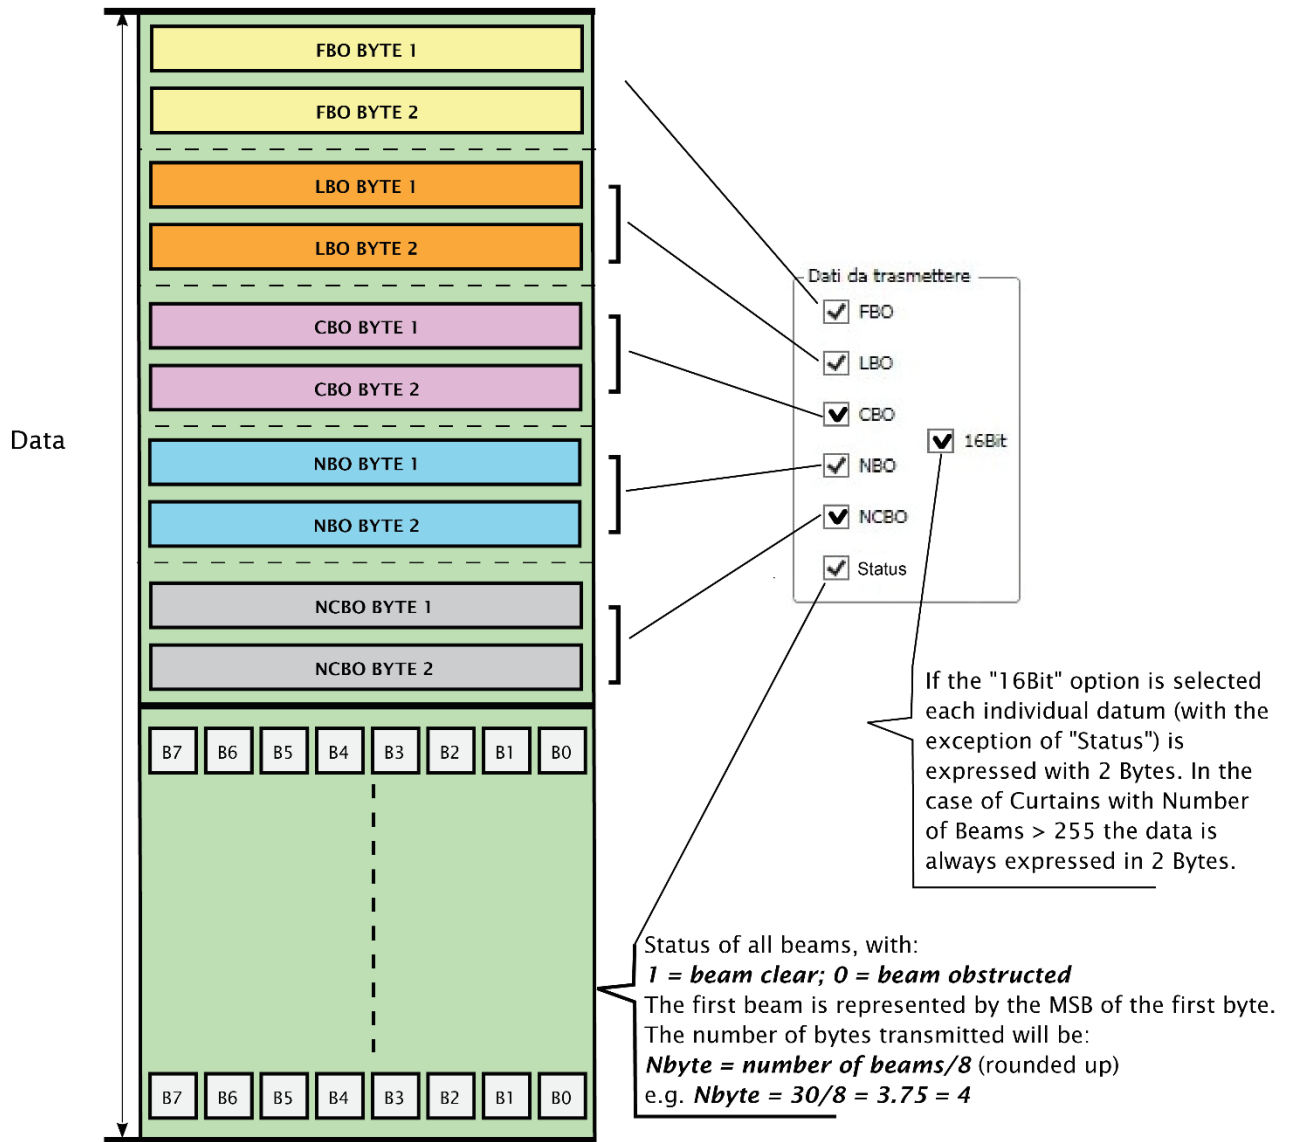 FBO BYTE 1
FBO BYTE 2
LBO BYTE 1
LBO BYTE 2
CBO BYTE 1
CBO BYTE 2
Data
NBO BYTE 1
NBO BYTE 2
NCBO BYTE 1
NCBO BYTE 2
B7 B6 B5 B4 B3 B2 B1 B0
B7 B6 B5 B4 B3 B2 B1 B0
Dati da trasmettere
FBO
LBO
CBO
16Bit
NBO
NCBO
Status
If the "16Bit" option is selected
each individual datum (with the
exception of "Status") is
expressed with 2 Bytes. In the
case of Curtains with Number
of Beams > 255 the data is
always expressed in 2 Bytes.
Status of all beams, with:
1 = beam clear; 0 = beam obstructed
The first beam is represented by the MSB of the first byte.
The number of bytes transmitted will be:
Nbyte = number of beams/8 (rounded up)
e.g. Nbyte = 30/8 = 3.75 = 4